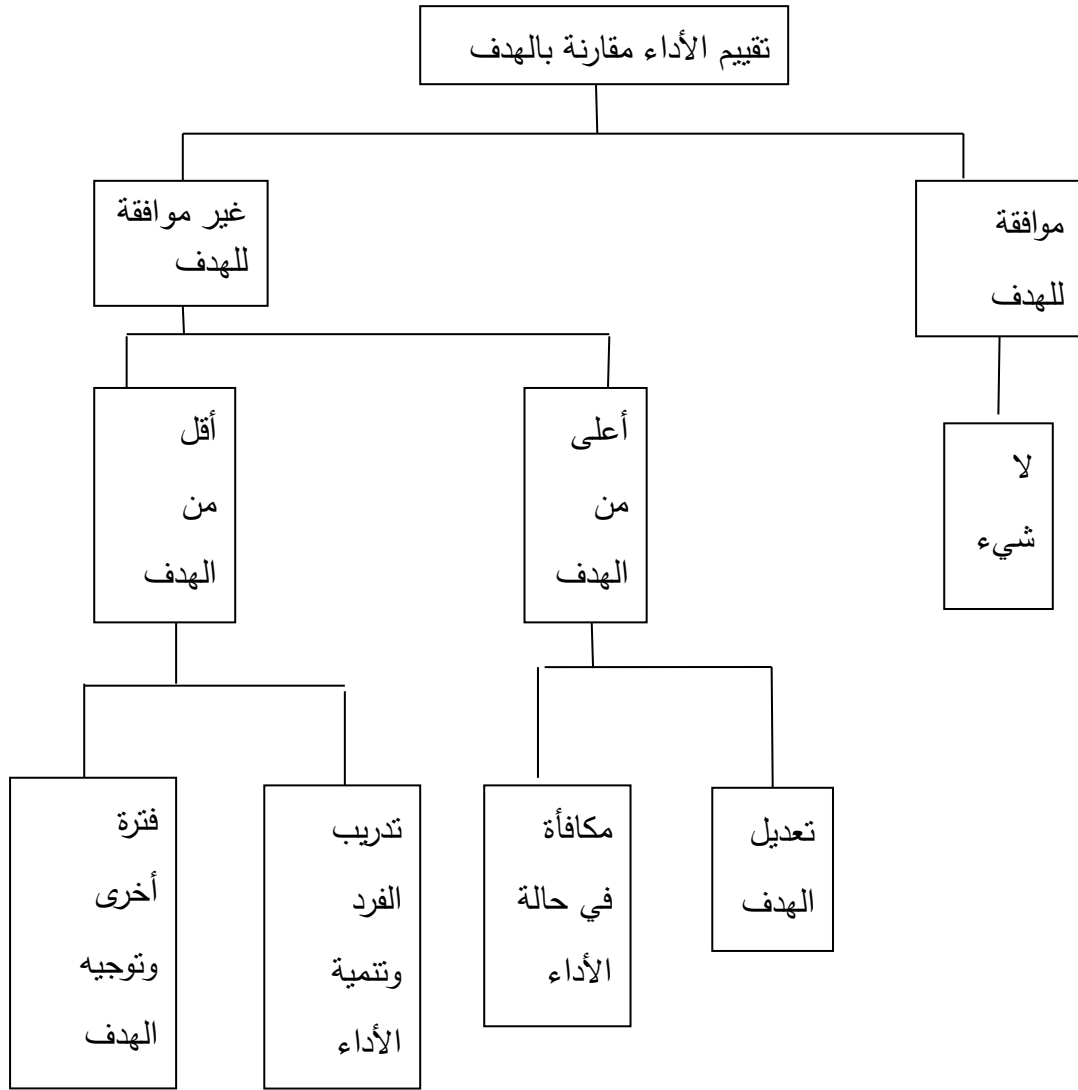 تقييم الأداء مقارنة بالهدف
موافقة
للهدف
غير موافقة
للهدف
لا
شيء
أعلى
من
الهدف
أقل
من
الهدف
تعديل
الهدف
مكافأة
في حالة
الأداء
تدريب
الفرد
وتنمية
الأداء
فترة
أخرى
وتوجيه
الهدف